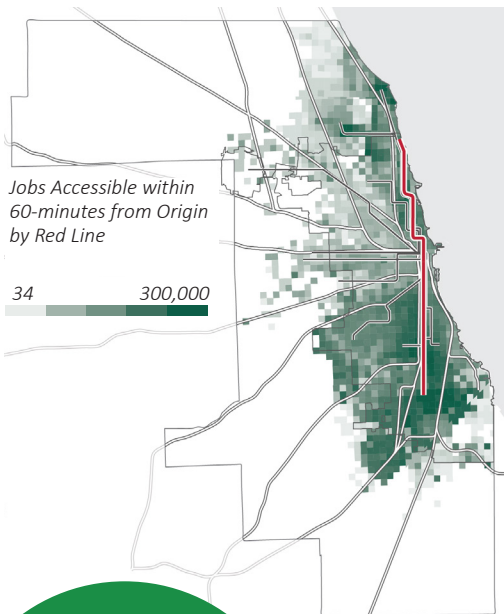 Jobs Accessible within
60-minutes from Origin
by Red Line
34 300,000